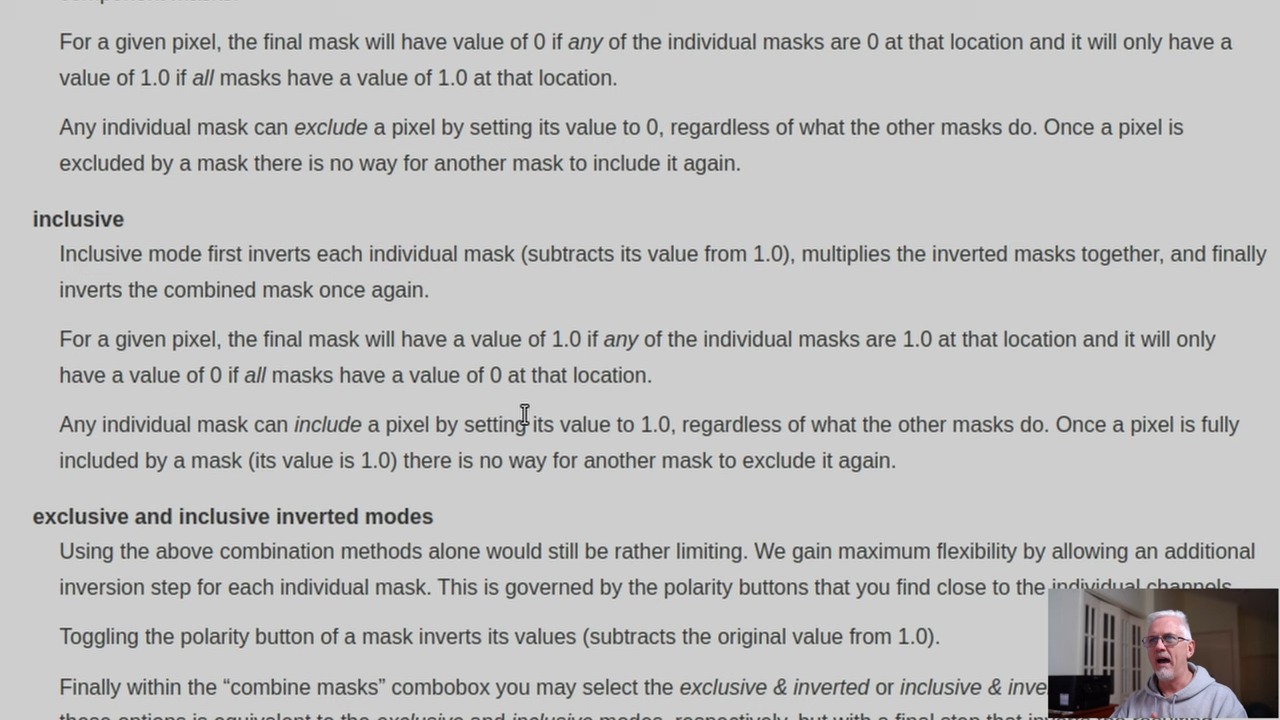 For a given pixel, the final mask will have value of 0 if any of the individual masks are 0 at that location and it will only have a
value of 1.0 if all masks have a value of 1.0 at that location.
Any individual mask can exclude a pixel by setting its value to 0, regardless of what the other masks do. Once a pixel is
excluded by a mask there is no way for another mask to include it again.
inclusive
Inclusive mode first inverts each individual mask (subtracts its value from 1.0), multiplies the inverted masks together, and finally
inverts the combined mask once again.
For a given pixel, the final mask will have a value of 1.0 if any of the individual masks are 1.0 at that location and it will only
have a value of 0 if all masks have a value of 0 at that location.
Any individual mask can include a pixel by setting its value to 1.0, regardless of what the other masks do. Once a pixel is fully
included by a mask (its value is 1.0) there is no way for another mask to exclude it again.
exclusive and inclusive inverted modes
Using the above combination methods alone would still be rather limiting. We gain maximum flexibility by allowing an additional
inversion step for each individual mask. This is governed by the polarity buttons that you find close to the individual channels
Toggling the polarity button of a mask inverts its values (subtracts the original value from 1.0).
Finally within the “combine masks” combobox you may select the exclusive & inverted or inclusive & inve